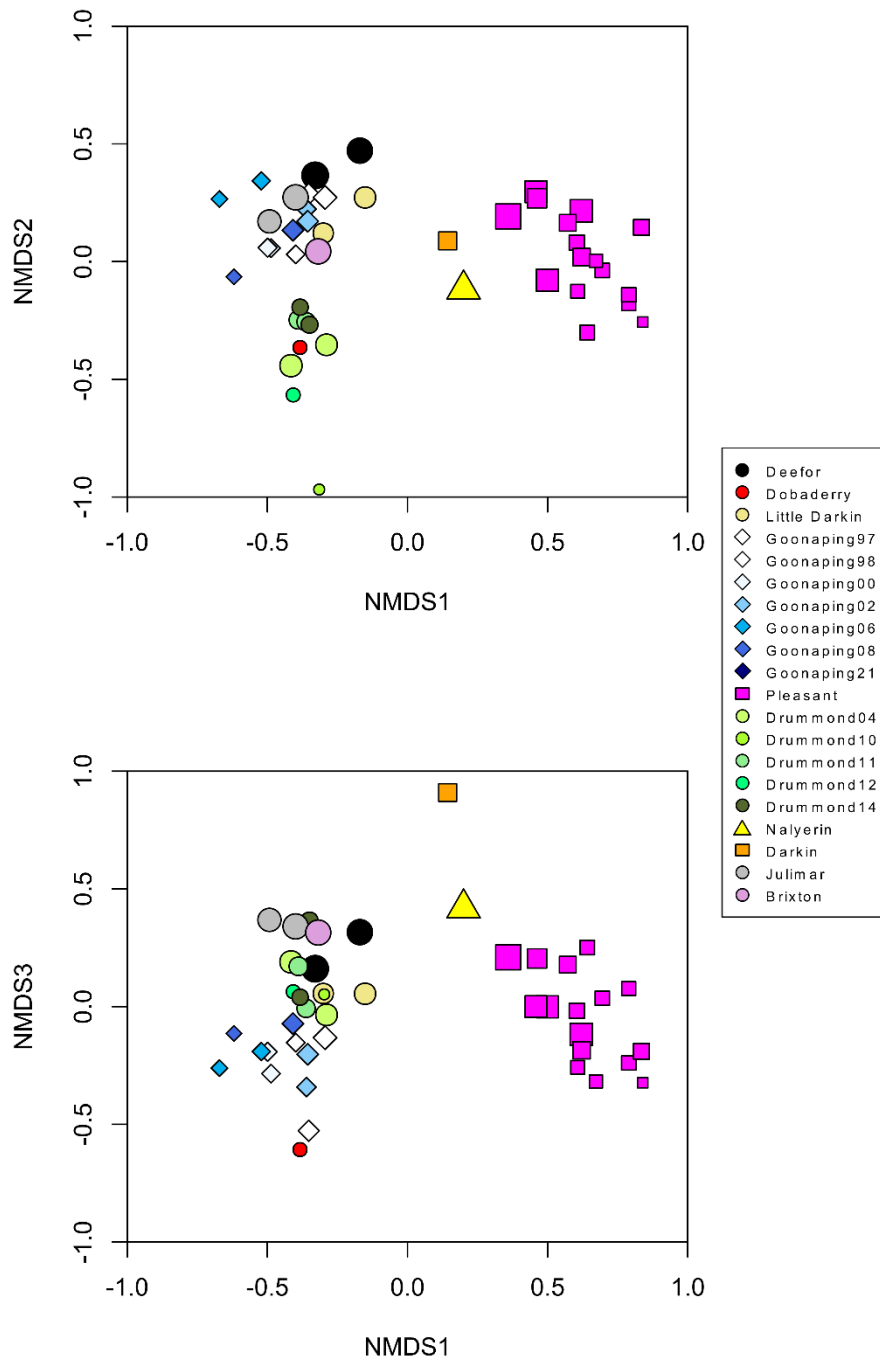 1.0
0.5
0.0
-0.5
-1.0
NMDS2
-1.0 -0.5 0.0 0.5 1.0
NMDS1
Deefor
Dobaderry
Little Darkin
Goonaping97
Goonaping98
Goonaping00
Goonaping02
Goonaping06
Goonaping08
Goonaping21
Pleasant
Drummond04
Drummond10
Drummond11
Drummond12
Drummond14
Nalyerin
Darkin
Julimar
Brixton
1.0
0.5
0.0
-0.5
-1.0
NMDS3
-1.0 -0.5 0.0 0.5 1.0
NMDS1